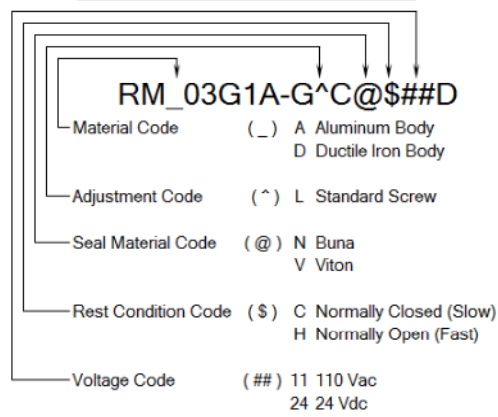 RM_03G1A-G^C@$##D
Material Code (_) A Aluminum Body
D Ductile Iron Body
Adjustment Code (^) L Standard Screw
Seal Material Code (@) N Buna
V Viton
Rest Condition Code ($) C Normally Closed (Slow)
H Normally Open (Fast)
Voltage Code (##) 11 110 Vac
24 24 Vdc